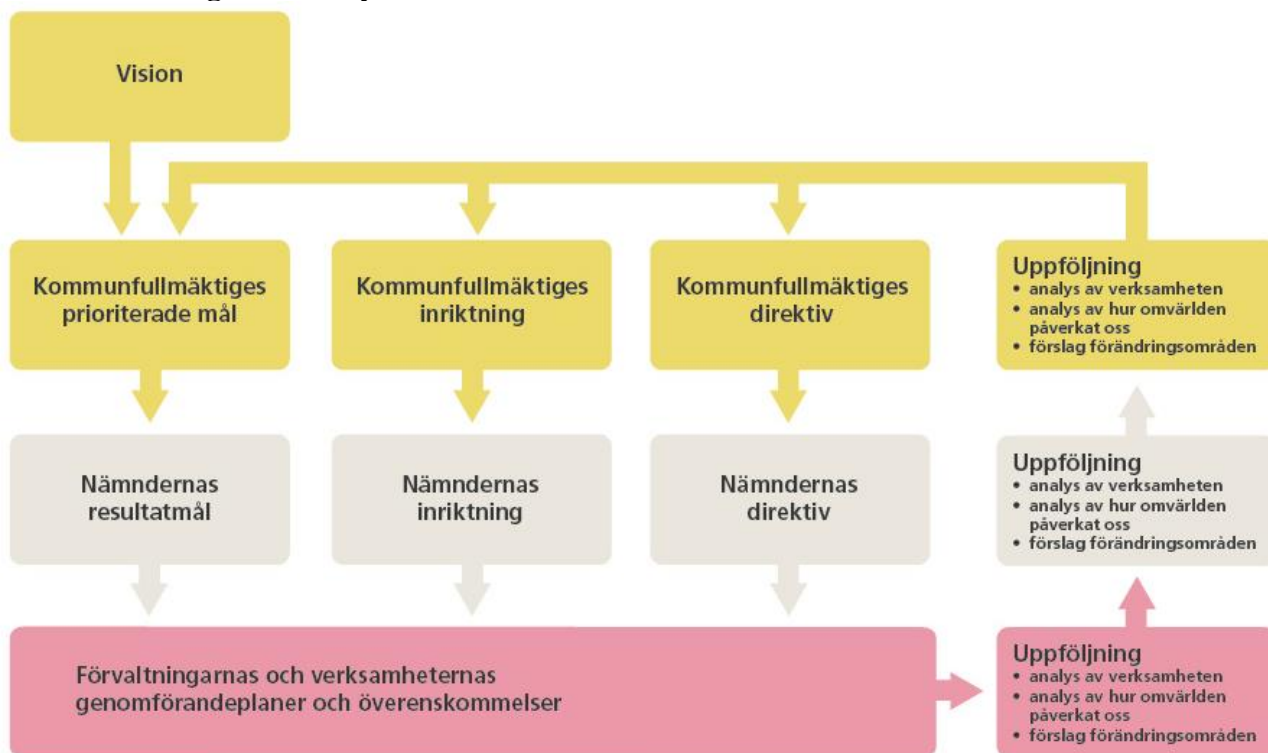 Vision
Kommunfullmäktiges
prioriterade mål
Kommunfullmäktiges
inriktning
Kommunfullmäktiges
direktiv
Uppföljning
• analys av verksamheten
• analys av hur omvärlden
påverkat oss
• förslag förändringsområden
Nämndernas
resultatmål
Nämndernas
inriktning
Nämndernas
direktiv
Uppföljning
• analys av verksamheten
• analys av hur omvärlden
påverkat oss
• förslag förändringsområden
Förvaltningarnas och verksamheternas
genomförandeplaner och överenskommelser
Uppföljning
• analys av verksamheten
• analys av hur omvärlden
påverkat oss
• förslag förändringsområden